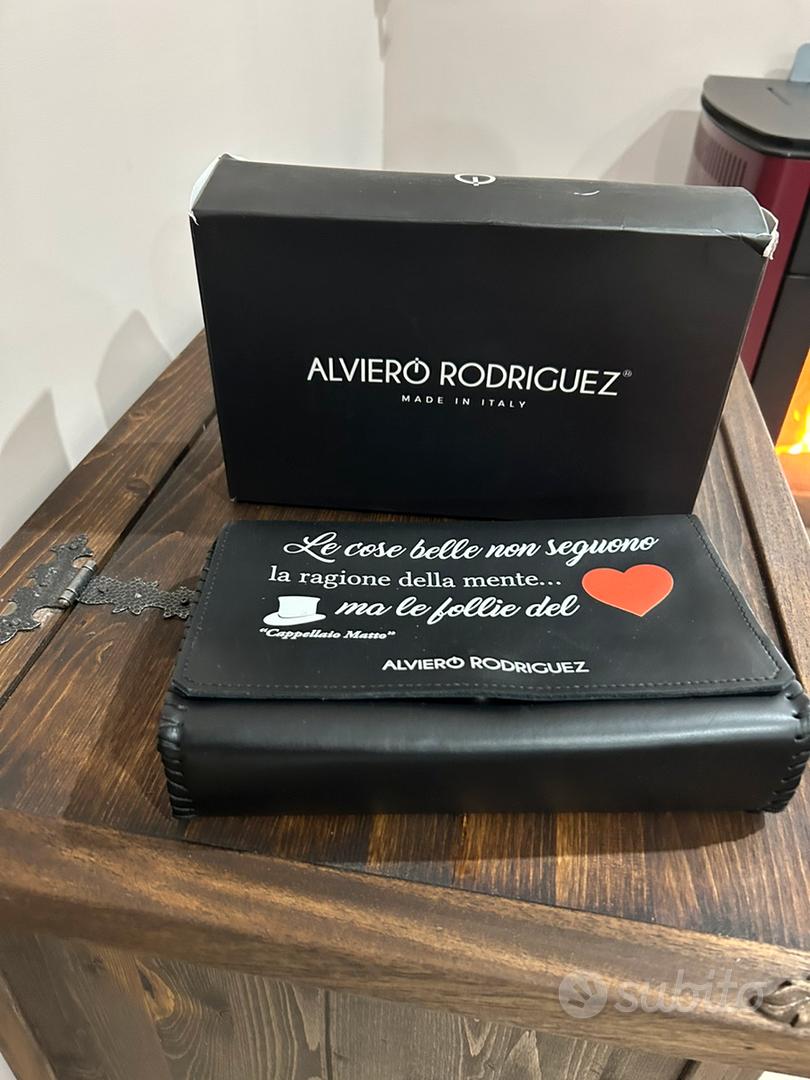 ALVIERO RODRIGUEZ®
MADE IN ITALY
Le cose belle non seguono
la ragione della mente...
ma le follie del
"Cappellaio Matto"
ALVIERO RODRIGUEZ
subito